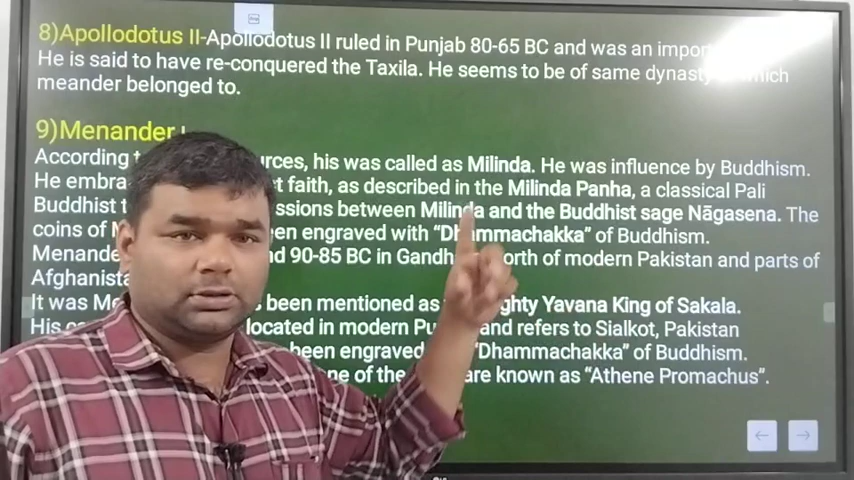 8)Apollodotus II-Apollodotus II ruled in Punjab 80-65 BC and was an impor
He is said to have re-conquered the Taxila. He seems to be of same dynasty which
meander belonged to.
9)Menander I
According urces, his was called as Milinda. He was influence by Buddhism.
He embra t faith, as described in the Milinda Panha, a classical Pali
Buddhist t ssions between Milinda and the Buddhist sage Nāgasena. The
coins of en engraved with “Dhammachakka” of Buddhism.
Menande d 90-85 BC in Gandh orth of modern Pakistan and parts of
Afghanista
It was Me been mentioned as ghty Yavana King of Sakala.
His located in modern Pu and refers to Sialkot, Pakistan
been engraved “Dhammachakka” of Buddhism.
ne of the are known as “Athene Promachus”.